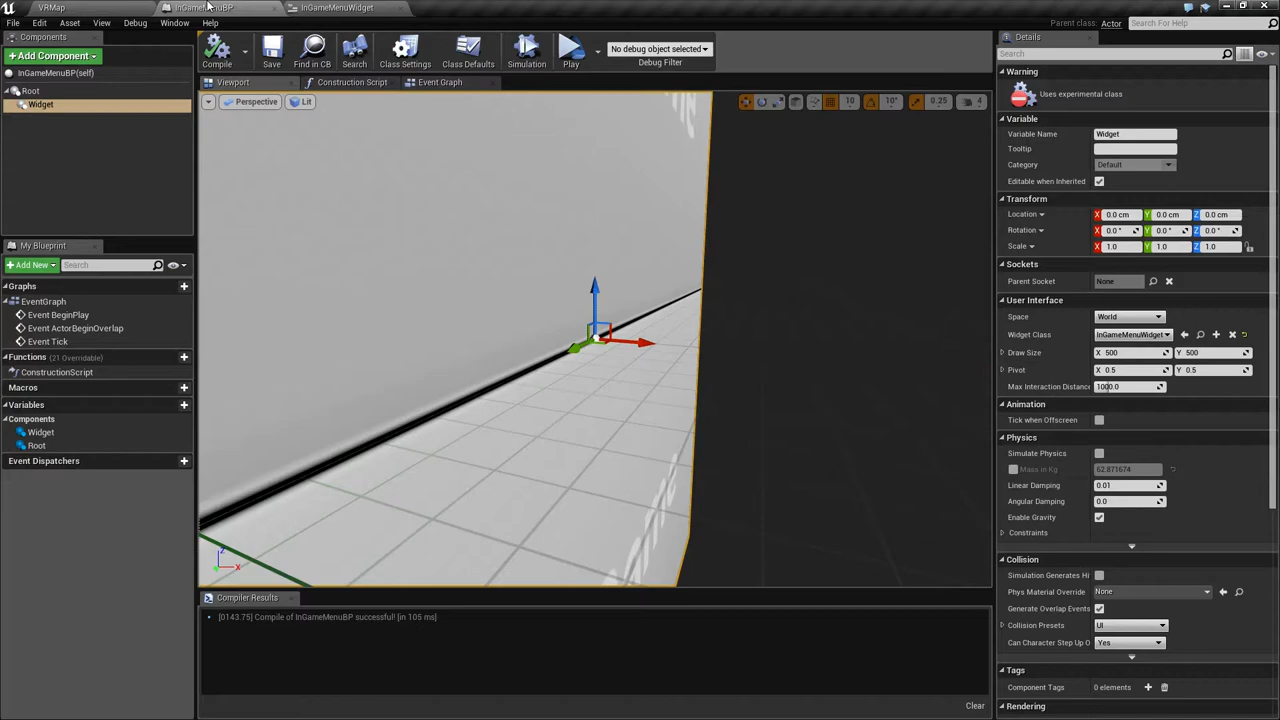 VRMap
InGameMenuBP
InGameMenuWidget
File Edit Asset View Debug Window Help
Parent class: Actor
Search For Help
Components
Add Component
InGameMenuBP(self)
Root
Widget
Compile
Save
Find in CB
Search
Class Settings
Class Defaults
Simulation
Play
No debug object selected
Debug Filter
Viewport
Construction Script
Event Graph
Perspective
Lit
10
10°
0.25
4
My Blueprint
Add New
Search
Graphs
EventGraph
Event BeginPlay
Event ActorBeginOverlap
Event Tick
Functions (21 Overridable)
ConstructionScript
Macros
Variables
Components
Widget
Root
Event Dispatchers
Z
X
Compiler Results
[0143.75] Compile of InGameMenuBP successful! [in 105 ms]
Clear
Details
Search
Warning
Uses experimental class
Variable
Variable Name Widget
Tooltip
Category Default
Editable when Inherited
Transform
Location X 0.0 cm Y 0.0 cm Z 0.0 cm
Rotation X 0.0 ° Y 0.0 ° Z 0.0 °
Scale X 1.0 Y 1.0 Z 1.0
Sockets
Parent Socket None
User Interface
Space World
Widget Class InGameMenuWidget
Draw Size X 500 Y 500
Pivot X 0.5 Y 0.5
Max Interaction Distance 1000.0
Animation
Tick when Offscreen
Physics
Simulate Physics
Mass in Kg 62.871674
Linear Damping 0.01
Angular Damping 0.0
Enable Gravity
Constraints
Collision
Simulation Generates Hi
Phys Material Override None
Generate Overlap Events
Collision Presets UI
Can Character Step Up O Yes
Tags
Component Tags 0 elements
Rendering